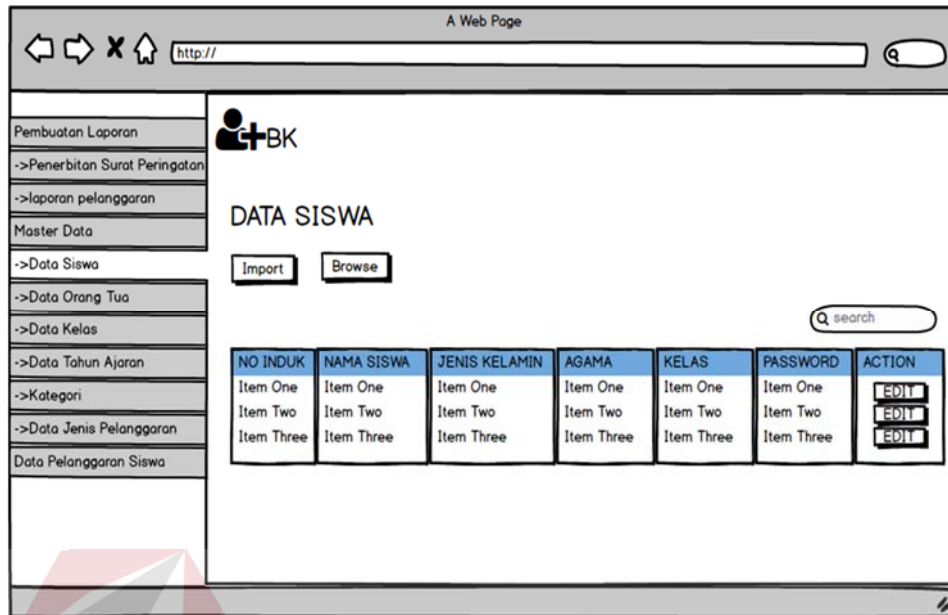 A Web Page
http://
Pembuatan Laporan
->Penerbitan Surat Peringatan
->laporan pelanggaran
Master Data
->Data Siswa
->Data Orang Tua
->Data Kelas
->Data Tahun Ajaran
->Kategori
->Data Jenis Pelanggaran
Data Pelanggaran Siswa
BK
DATA SISWA
Import Browse
search
NO INDUK NAMA SISWA JENIS KELAMIN AGAMA KELAS PASSWORD ACTION
Item One Item One Item One Item One Item One Item One EDIT
Item Two Item Two Item Two Item Two Item Two Item Two EDIT
Item Three Item Three Item Three Item Three Item Three Item Three EDIT